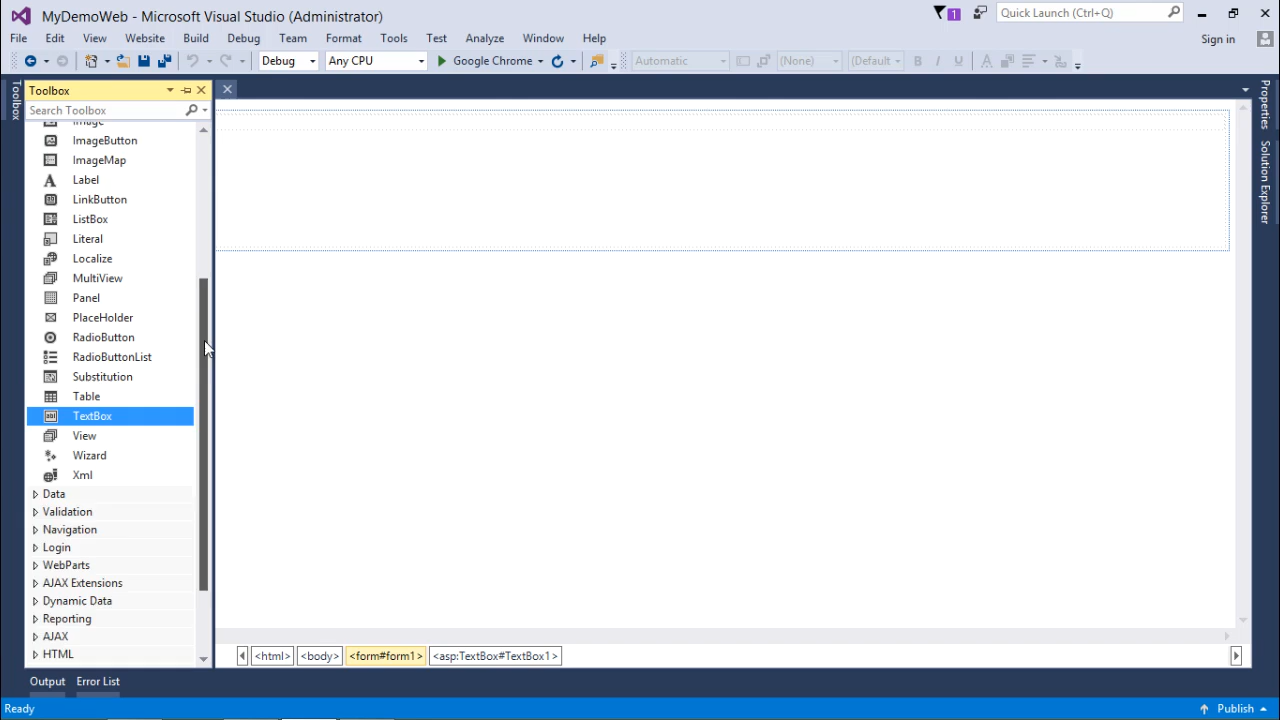 MyDemoWeb - Microsoft Visual Studio (Administrator)
1
Quick Launch (Ctrl+Q)
File Edit View Website Build Debug Team Format Tools Test Analyze Window Help
Sign in
Debug Any CPU Google Chrome Automatic (None) (Default B I U A
Toolbox
Toolbox
Search Toolbox
Image
ImageButton
ImageMap
A Label
LinkButton
ListBox
Literal
Localize
MultiView
Panel
PlaceHolder
RadioButton
RadioButtonList
Substitution
Table
abl TextBox
View
Wizard
Xml
Data
Validation
Navigation
Login
WebParts
AJAX Extensions
Dynamic Data
Reporting
AJAX
HTML
Properties
Solution Explorer
<html> <body> <form#form1> <asp:TextBox#TextBox1>
Output Error List
Ready
Publish